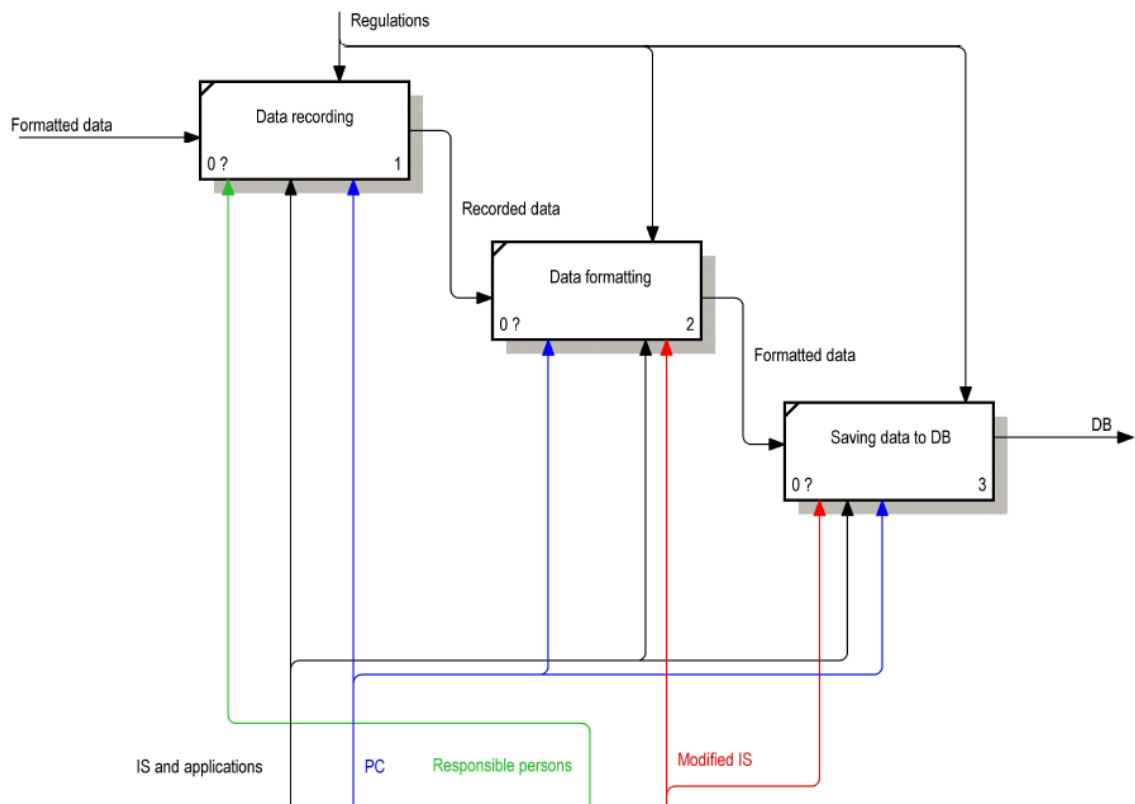 Regulations
Data recording
Formatted data
0 ?
1
Recorded data
Data formatting
0 ?
2
Formatted data
Saving data to DB
DB
0 ?
3
IS and applications
PC
Responsible persons
Modified IS